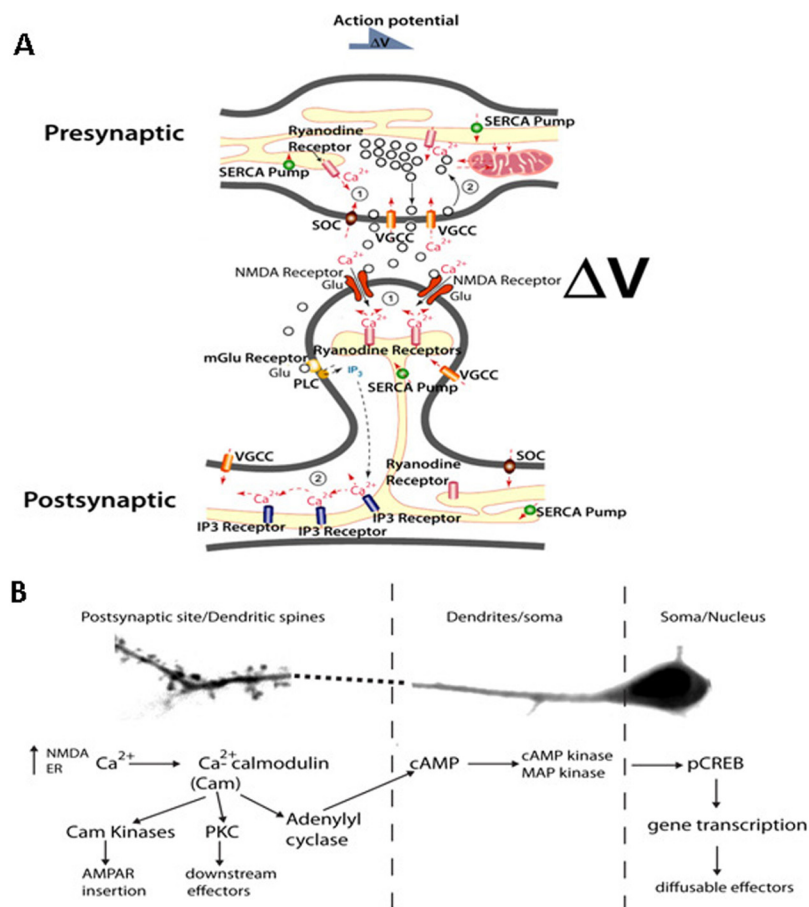 Action potential
ΔV
A
Presynaptic
SERCA Pump
Ryanodine
Receptor
Ca2+
SERCA Pump
Ca2+
1
2
SOC
VGCC
VGCC
Ca2+
Ca2+
NMDA Receptor
Glu
NMDA Receptor
Glu
ΔV
1
Ca2+
Ca2+
Ryanodine Receptors
mGlu Receptor
Glu
PLC
IP3
SERCA Pump
VGCC
VGCC
SOC
Ryanodine
Receptor
2
Postsynaptic
Ca2+
Ca2+
Ca2+
IP3 Receptor
IP3 Receptor
IP3 Receptor
SERCA Pump
B
Postsynaptic site/Dendritic spines
Dendrites/soma
Soma/Nucleus
NMDA
ER
Ca2+
Ca2+- calmodulin
(Cam)
cAMP
cAMP kinase
MAP kinase
pCREB
Cam Kinases
PKC
Adenylyl
cyclase
gene transcription
AMPAR
insertion
downstream
effectors
diffusable effectors